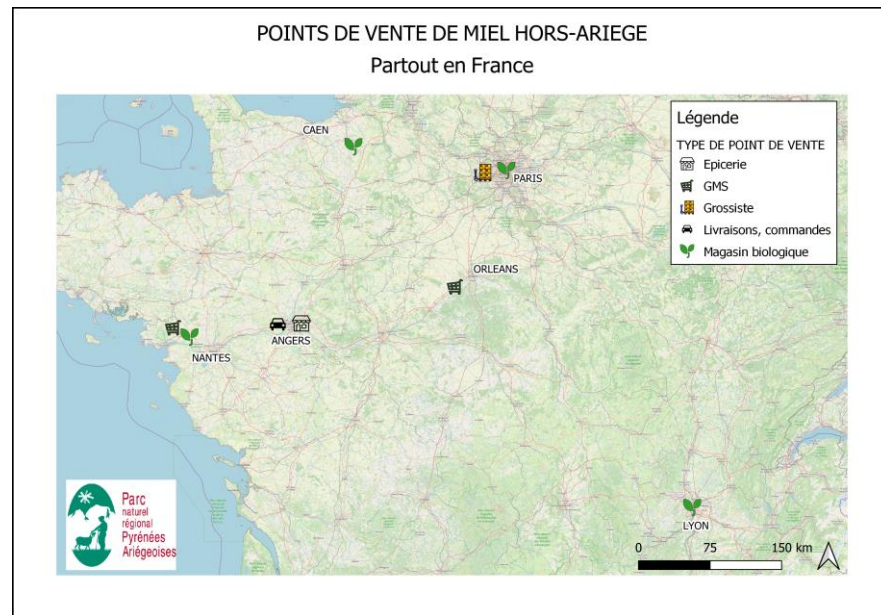 POINTS DE VENTE DE MIEL HORS-ARIEGE
Partout en France
Légende
TYPE DE POINT DE VENTE
Epicerie
GMS
Grossiste
Livraisons, commandes
Magasin biologique
CAEN
PARIS
ORLEANS
ANGERS
NANTES
LYON
Parc
naturel
régional
Pyrénées
Ariégeoises
0 75 150 km